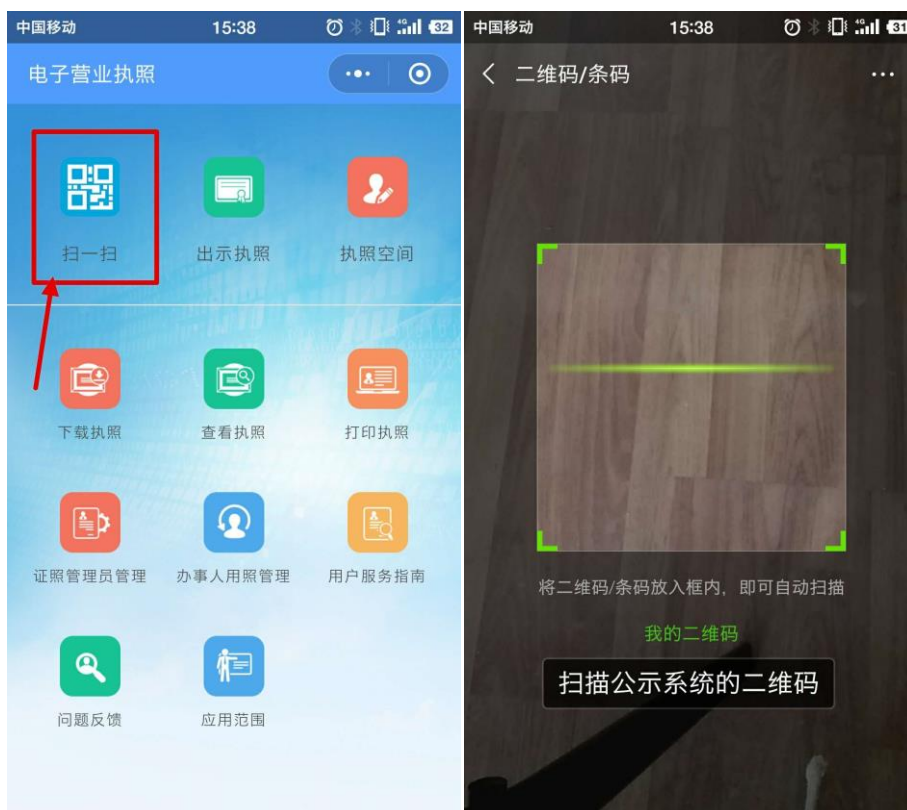 中国移动 15:38 4G 32
电子营业执照
扫一扫 出示执照 执照空间
下载执照 查看执照 打印执照
证照管理员管理 办事人用照管理 用户服务指南
问题反馈 应用范围
中国移动 15:38 4G 31
二维码/条码
将二维码/条码放入框内，即可自动扫描
我的二维码
扫描公示系统的二维码